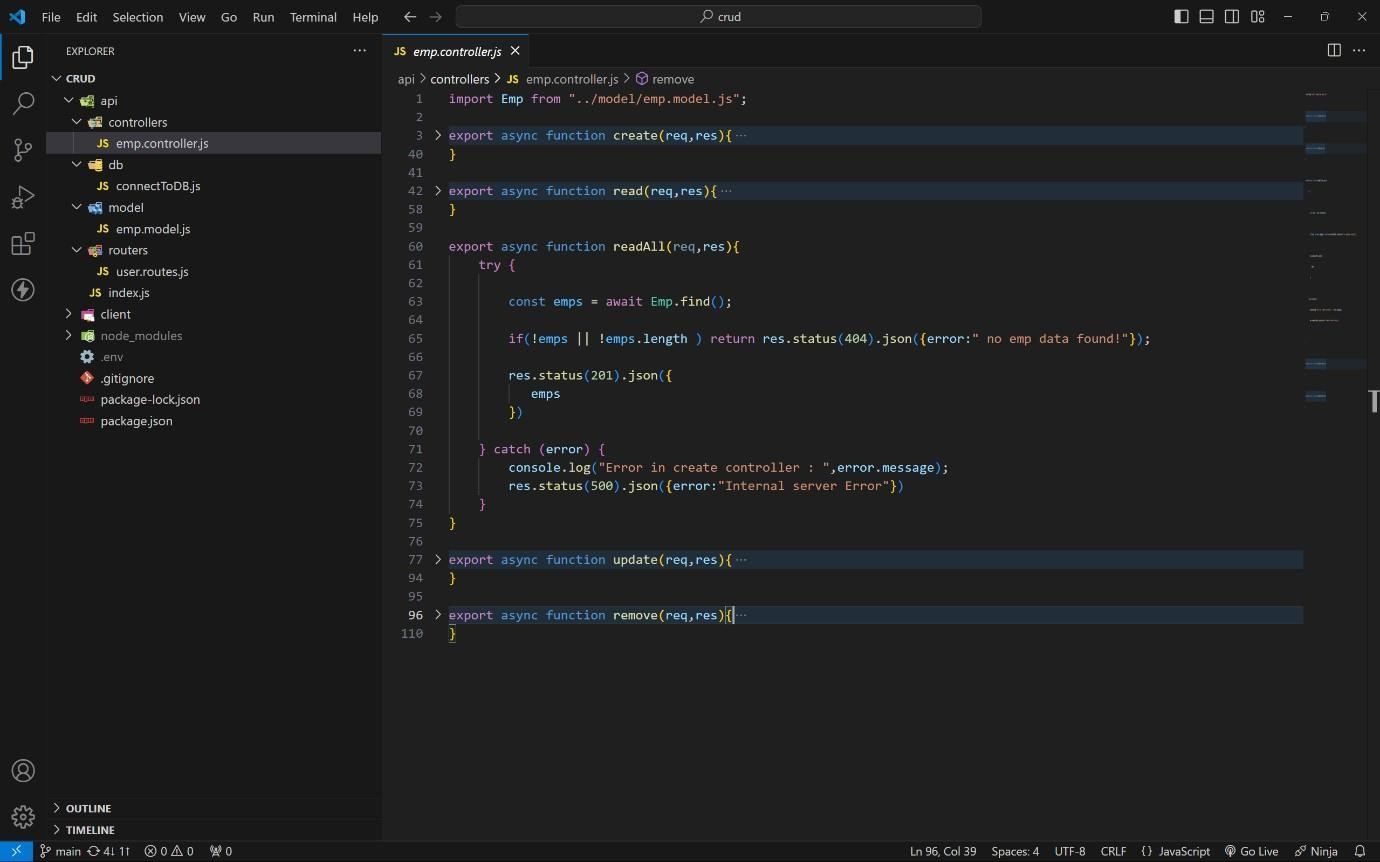 File Edit Selection View Go Run Terminal Help
crud
EXPLORER
CRUD
api
controllers
JS emp.controller.js
db
JS connectToDB.js
model
JS emp.model.js
routers
JS user.routes.js
JS index.js
client
node_modules
.env
.gitignore
package-lock.json
package.json
OUTLINE
TIMELINE
JS emp.controller.js
api > controllers > JS emp.controller.js > remove
1 import Emp from "../model/emp.model.js";
2
3 export async function create(req,res){ ···
40 }
41
42 export async function read(req,res){ ···
58 }
59
60 export async function readAll(req,res){
61 try {
62
63 const emps = await Emp.find();
64
65 if(!emps || !emps.length ) return res.status(404).json({error:" no emp data found!"});
66
67 res.status(201).json({
68 emps
69 })
70
71 } catch (error) {
72 console.log("Error in create controller : ",error.message);
73 res.status(500).json({error:"Internal server Error"})
74 }
75 }
76
77 export async function update(req,res){ ···
94 }
95
96 export async function remove(req,res){ ···
110 }
main 4↓ 1↑ 0 0 0 Ln 96, Col 39 Spaces: 4 UTF-8 CRLF {} JavaScript Go Live Ninja